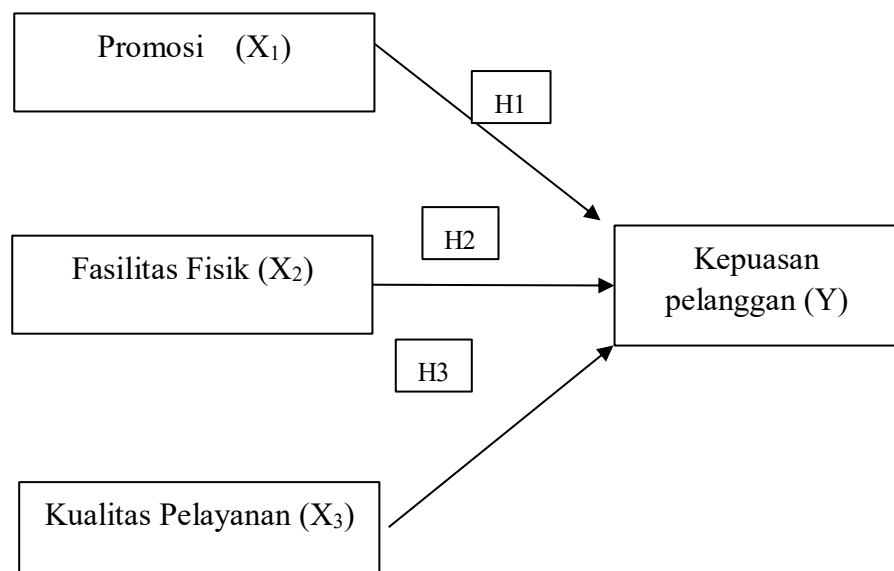 Promosi (X₁)
H1
Fasilitas Fisik (X₂)
H2
Kepuasan
pelanggan (Y)
H3
Kualitas Pelayanan (X₃)